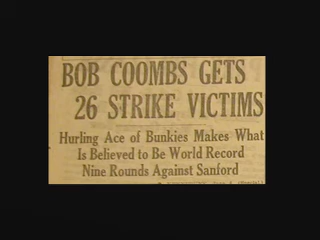 BOB COOMBS GETS
26 STRIKE VICTIMS
Hurling Ace of Bunkies Makes What
Is Believed to Be World Record
Nine Rounds Against Sanford